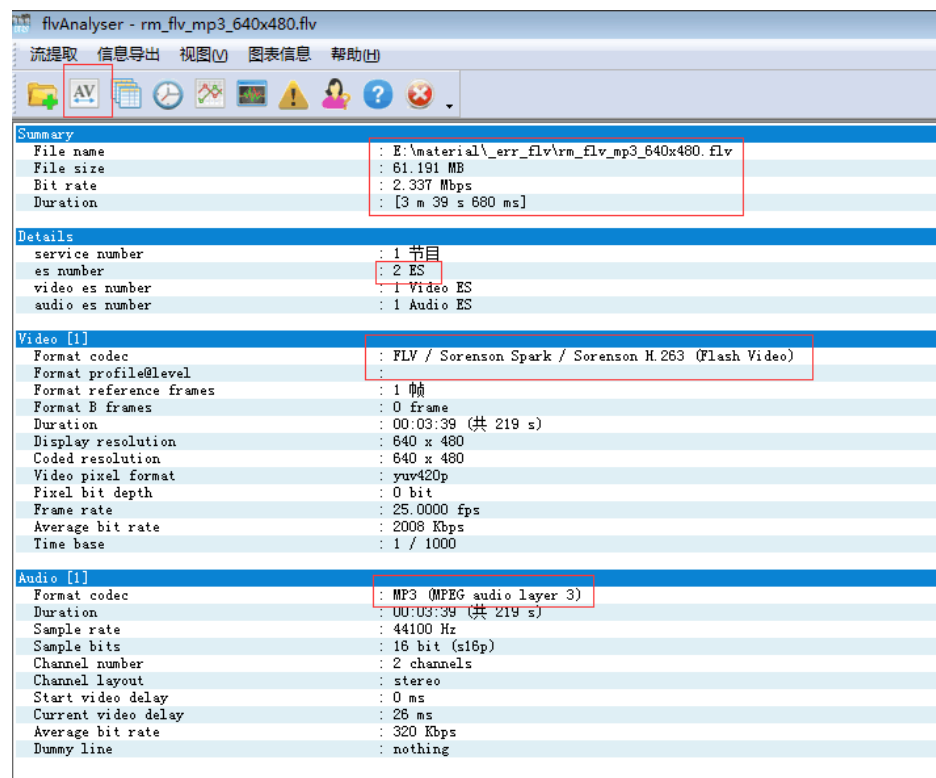 flvAnalyser - rm_flv_mp3_640x480.flv
流提取 信息导出 视图(V) 图表信息 帮助(H)
AV
Summary
File name : E:\material\_err_flv\rm_flv_mp3_640x480.flv
File size : 61.191 MB
Bit rate : 2.337 Mbps
Duration : [3 m 39 s 680 ms]
Details
service number : 1 节目
es number : 2 ES
video es number : 1 Video ES
audio es number : 1 Audio ES
Video [1]
Format codec : FLV / Sorenson Spark / Sorenson H.263 (Flash Video)
Format profile@level :
Format reference frames : 1 帧
Format B frames : 0 frame
Duration : 00:03:39 (共 219 s)
Display resolution : 640 x 480
Coded resolution : 640 x 480
Video pixel format : yuv420p
Pixel bit depth : 0 bit
Frame rate : 25.0000 fps
Average bit rate : 2008 Kbps
Time base : 1 / 1000
Audio [1]
Format codec : MP3 (MPEG audio layer 3)
Duration : 00:03:39 (共 219 s)
Sample rate : 44100 Hz
Sample bits : 16 bit (s16p)
Channel number : 2 channels
Channel layout : stereo
Start video delay : 0 ms
Current video delay : 26 ms
Average bit rate : 320 Kbps
Dummy line : nothing